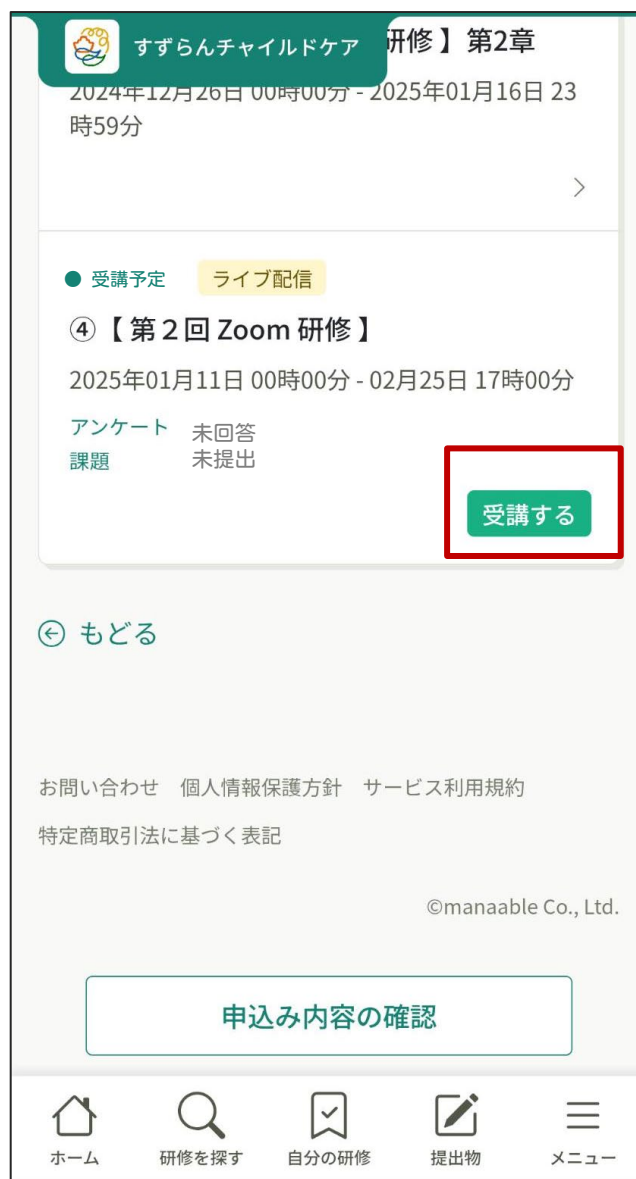 すずらんチャイルドケア
研修】第2章
2024年12月26日 00時00分 - 2025年01月16日 23
時59分
受講予定 ライブ配信
④【 第２回 Zoom 研修 】
2025年01月11日 00時00分 - 02月25日 17時00分
アンケート 未回答
課題 未提出
受講する
もどる
お問い合わせ 個人情報保護方針 サービス利用規約
特定商取引法に基づく表記
©manaable Co., Ltd.
申込み内容の確認
ホーム 研修を探す 自分の研修 提出物 メニュー